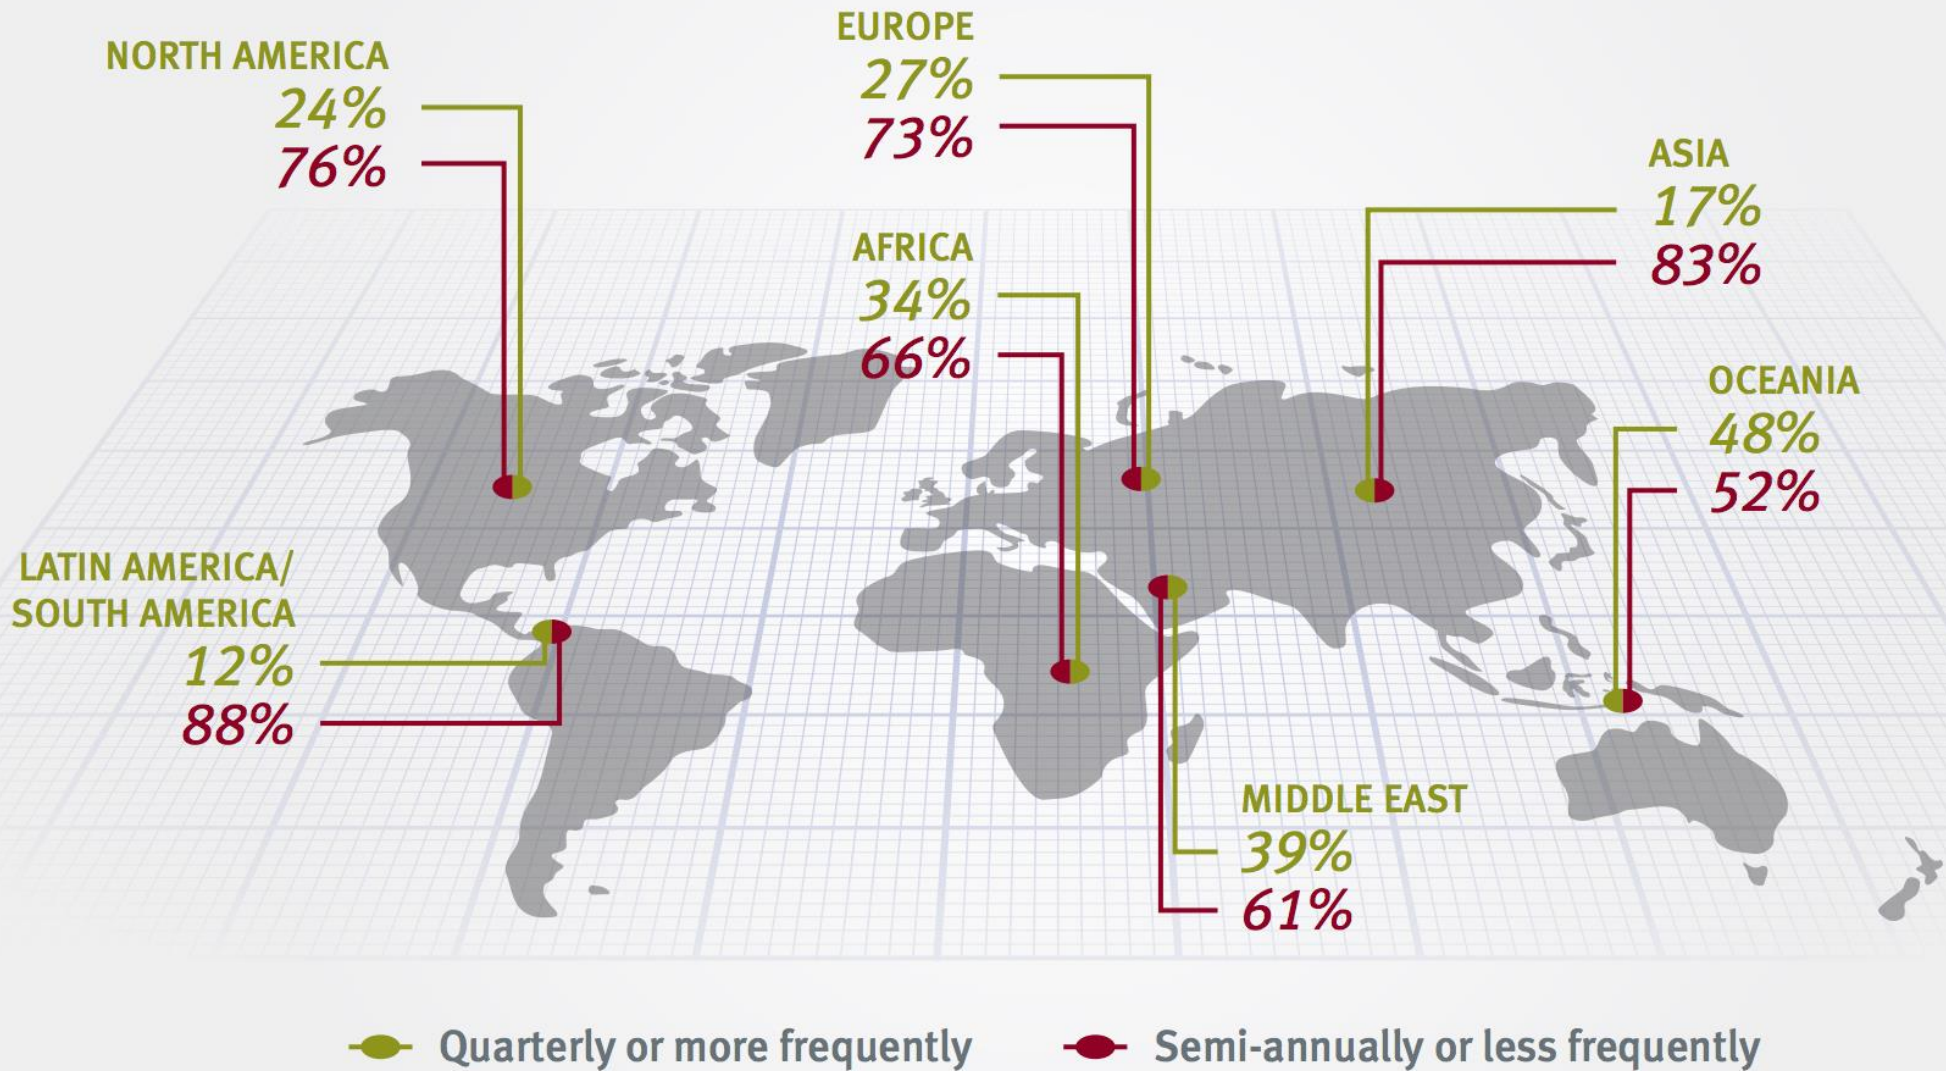 NORTH AMERICA
24%
76%
EUROPE
27%
73%
ASIA
17%
83%
AFRICA
34%
66%
OCEANIA
48%
52%
LATIN AMERICA/
SOUTH AMERICA
12%
88%
MIDDLE EAST
39%
61%
Quarterly or more frequently
Semi-annually or less frequently